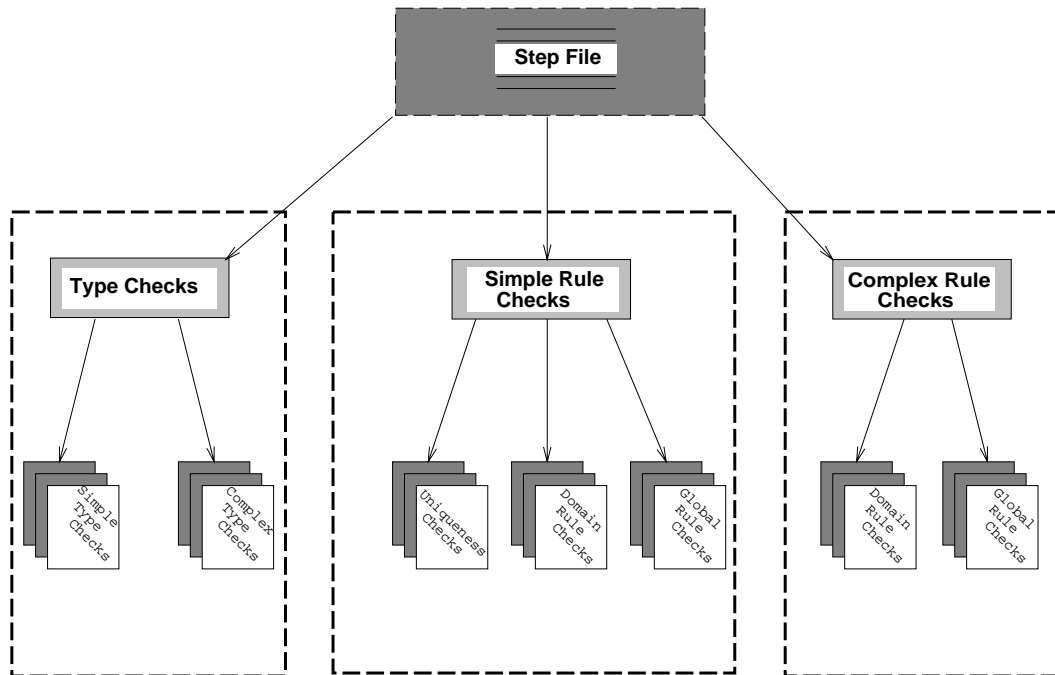 Step File
Type Checks
Simple Rule
Checks
Complex Rule
Checks
Simple
Type
Checks
Complex
Type
Checks
Uniqueness
Checks
Domain
Rule
Checks
Global
Rule
Checks
Domain
Rule
Checks
Global
Rule
Checks